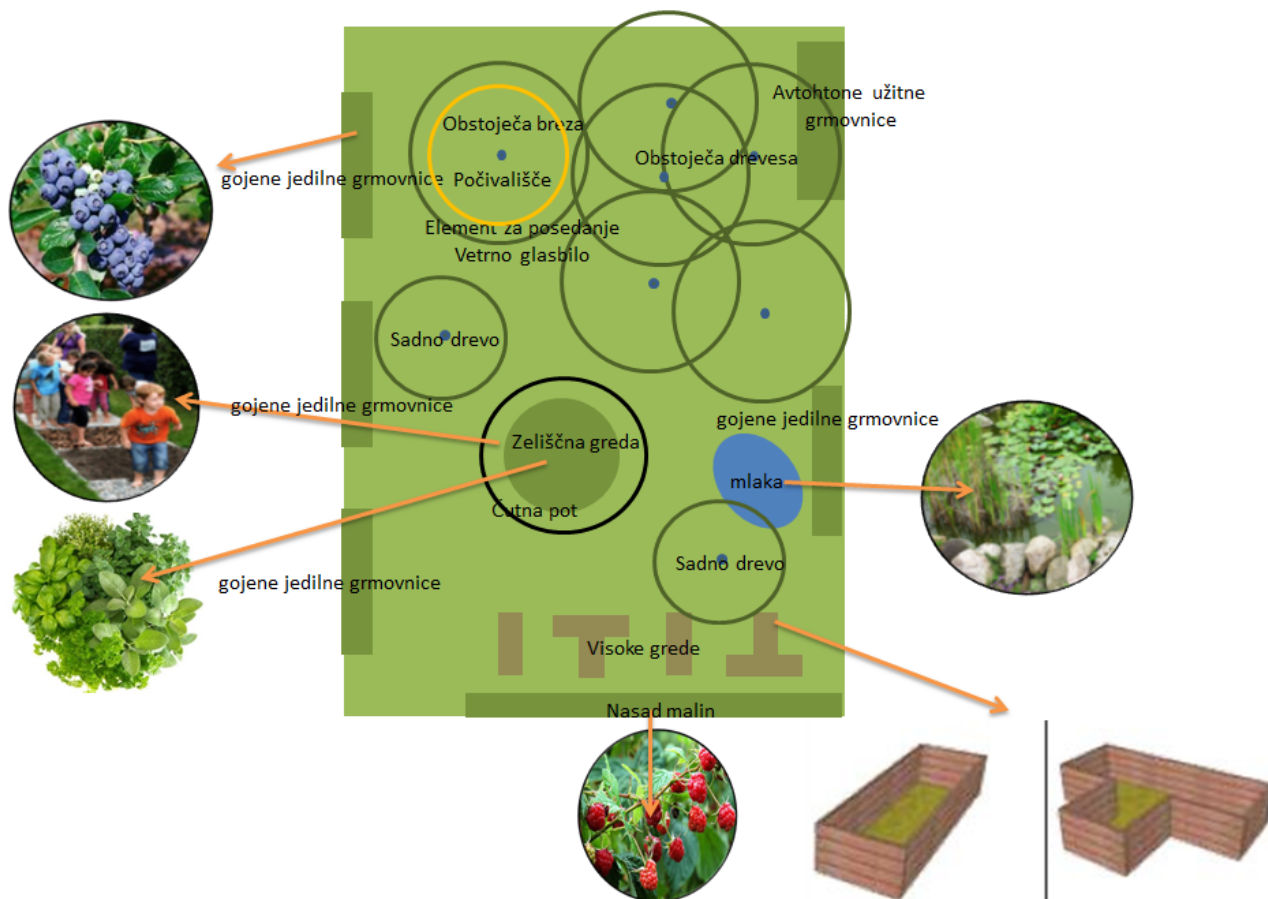 Avtohtone užitne
grmovnice
Obstoječa breza
Obstoječa drevesa
Počivališče
gojene jedilne grmovnice
Element za posedanje
Vetrno glasbilo
Sadno drevo
gojene jedilne grmovnice
gojene jedilne grmovnice
Zeliščna greda
mlaka
Čutna pot
Sadno drevo
gojene jedilne grmovnice
Visoke grede
Nasad malin